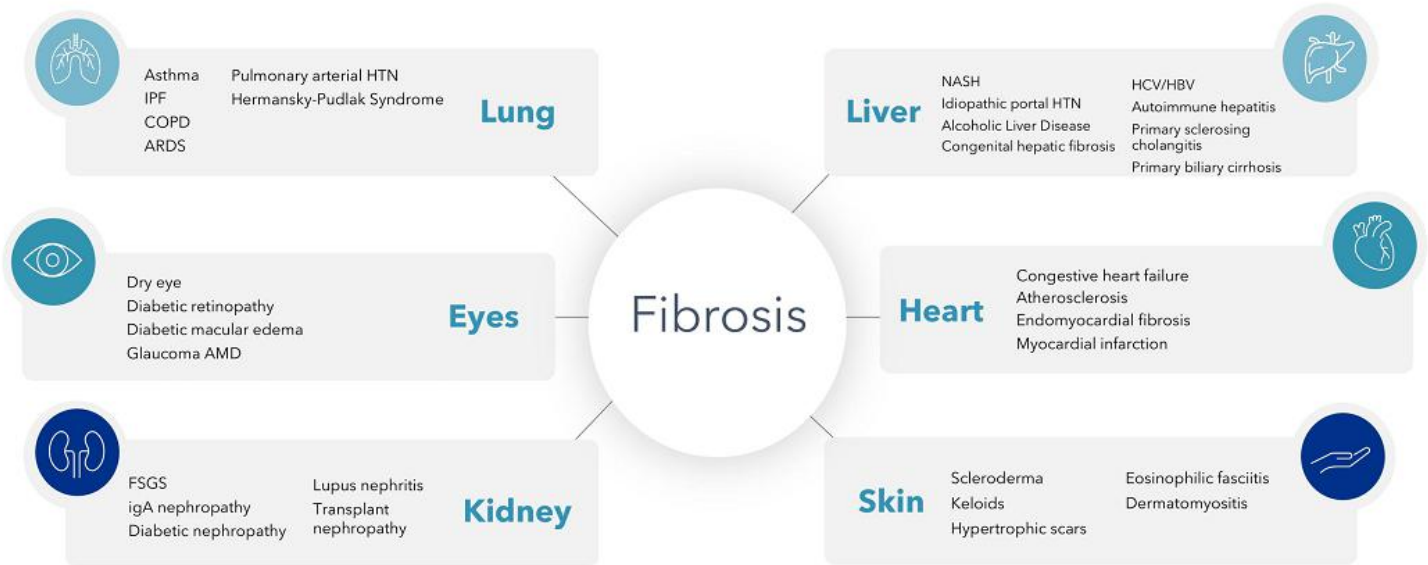 Asthma
IPF
COPD
ARDS
Pulmonary arterial HTN
Hermansky-Pudlak Syndrome
Lung
Liver
NASH
Idiopathic portal HTN
Alcoholic Liver Disease
Congenital hepatic fibrosis
HCV/HBV
Autoimmune hepatitis
Primary sclerosing
cholangitis
Primary biliary cirrhosis
Dry eye
Diabetic retinopathy
Diabetic macular edema
Glaucoma AMD
Eyes
Fibrosis
Heart
Congestive heart failure
Atherosclerosis
Endomyocardial fibrosis
Myocardial infarction
FSGS
igA nephropathy
Diabetic nephropathy
Lupus nephritis
Transplant
nephropathy
Kidney
Skin
Scleroderma
Keloids
Hypertrophic scars
Eosinophilic fasciitis
Dermatomyositis